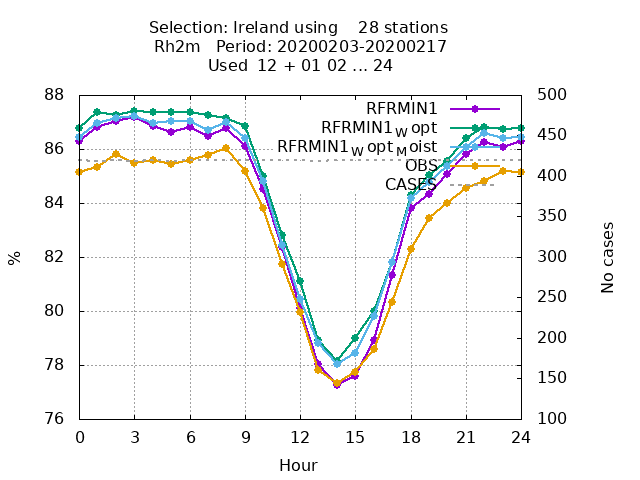 Selection: Ireland using    28 stations
Rh2m   Period: 20200203-20200217
Used  12 + 01 02 ... 24
88
86
84
82
80
78
76
%
500
450
400
350
300
250
200
150
100
No cases
RFRMIN1
RFRMIN1WOpt
RFRMIN1WOptMOist
OBS
CASES
0 3 6 9 12 15 18 21 24
Hour